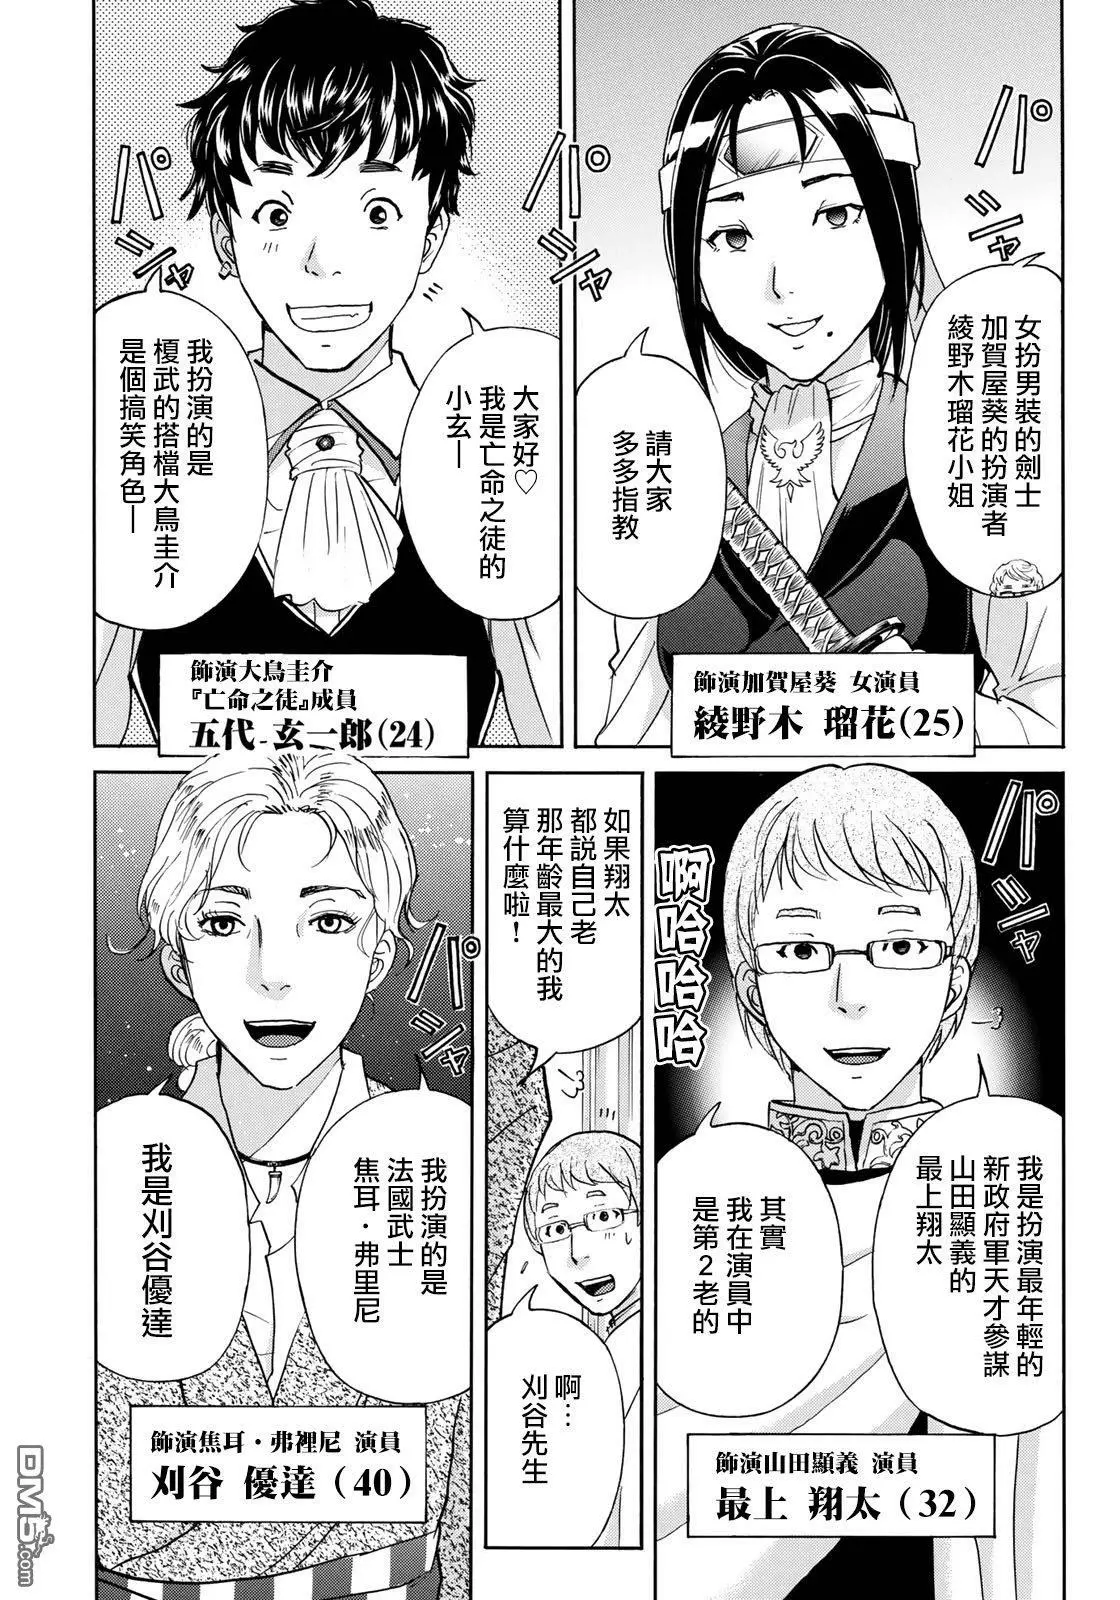 女扮男裝的劍士
加賀屋葵的扮演者
綾野木瑠花小姐
請大家
多多指教
パ
シャ
パ
シャ
飾演加賀屋葵 女演員
綾野木 瑠花(25)
大家好♡
我是亡命之徒的
小玄ー
我扮演的是
榎武的搭檔大鳥圭介
是個搞笑角色ー
パ
シャ
パ
シャ
飾演大鳥圭介
『亡命之徒』成員
五代 玄一郎(24)
我是扮演最年輕的
新政府軍天才參謀
山田顯義的
最上翔太
其實
我在演員中
是第2老的
啊哈哈哈
パ
シャ
飾演山田顯義 演員
最上 翔太(32)
如果翔太
都說自己老
那年齡最大的我
算什麼啦!
啊…
刈谷先生
我扮演的是
法國武士
焦耳·弗里尼
我是刈谷優達
パ
シャ
飾演焦耳·弗裡尼 演員
刈谷 優達(40)
DM5.com